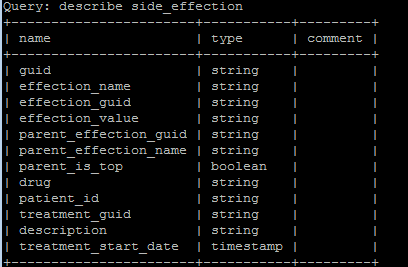 Query: describe side_effection
+-----------------------+-----------+---------+
| name                  | type      | comment |
+-----------------------+-----------+---------+
| guid                  | string    |         |
| effection_name        | string    |         |
| effection_guid        | string    |         |
| effection_value       | string    |         |
| parent_effection_guid | string    |         |
| parent_effection_name | string    |         |
| parent_is_top         | boolean   |         |
| drug                  | string    |         |
| patient_id            | string    |         |
| treatment_guid        | string    |         |
| description           | string    |         |
| treatment_start_date  | timestamp |         |
+-----------------------+-----------+---------+